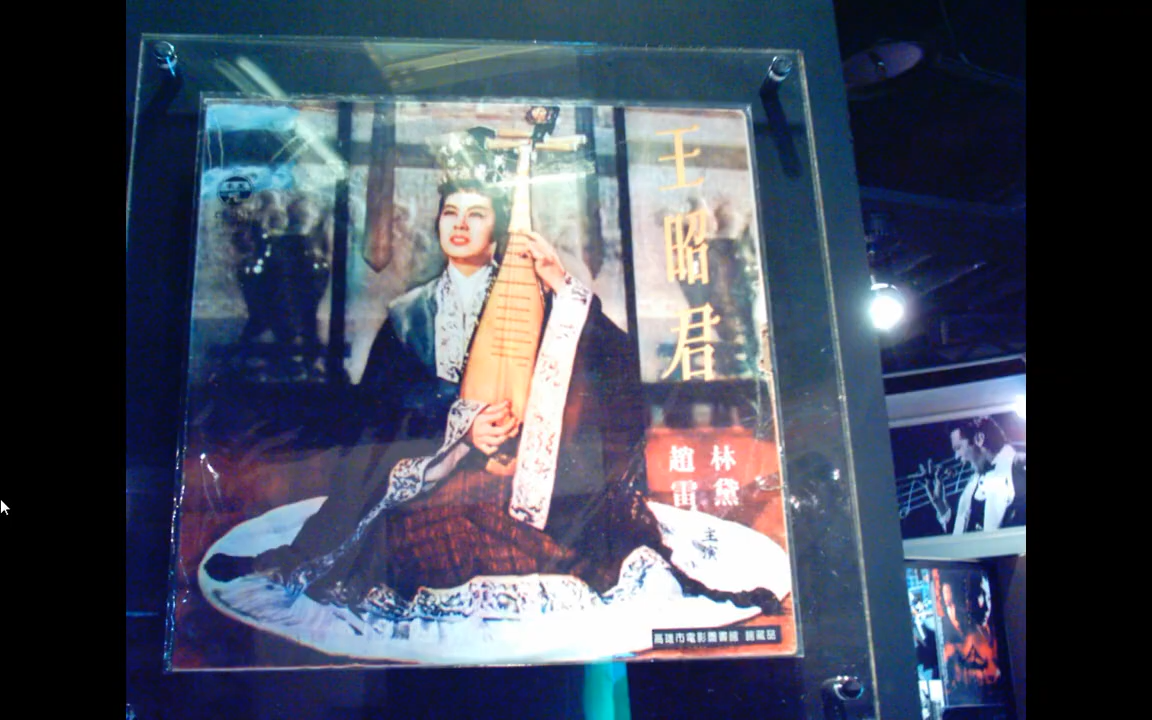 王昭君
林黛
趙雷
主演
高雄市電影圖書館 館藏品